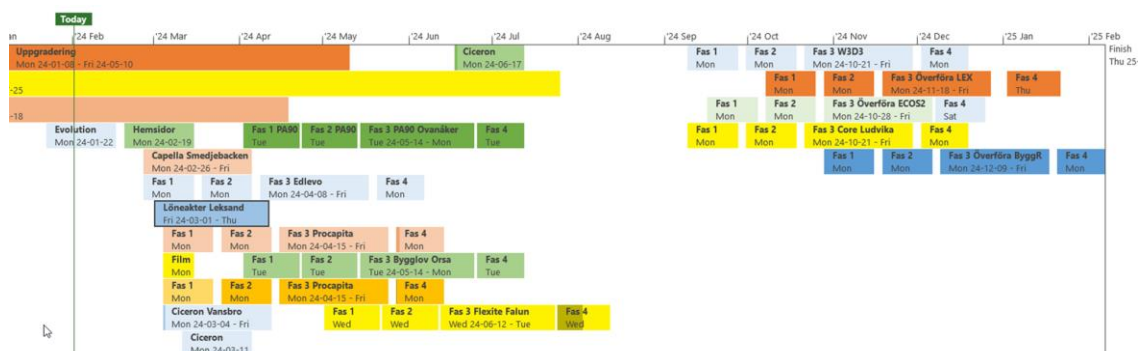 Today
an '24 Feb '24 Mar '24 Apr '24 May '24 Jun '24 Jul '24 Aug '24 Sep '24 Oct '24 Nov '24 Dec '25 Jan '25 Feb
Uppgradering Ciceron Fas 1 Fas 2 Fas 3 W3D3 Fas 4 Finish
Mon 24-01-08 - Fri 24-05-10 Mon 24-06-17 Mon Mon Mon 24-10-21 - Fri Mon Thu 25-
Fas 1 Fas 2 Fas 3 Överföra LEX Fas 4
-25 Mon Mon Mon 24-11-18 - Fri Thu
Fas 1 Fas 2 Fas 3 Överföra ECOS2 Fas 4
-18 Mon Mon Mon 24-10-28 - Fri Sat
Evolution Hemsidor Fas 1 PA90 Fas 2 PA90 Fas 3 PA90 Ovanåker Fas 4 Fas 1 Fas 2 Fas 3 Core Ludvika Fas 4
Mon 24-01-22 Mon 24-02-19 Tue Tue Tue 24-05-14 - Mon Tue Mon Mon Mon 24-10-21 - Fri Mon
Capella Smedjebacken Fas 1 Fas 2 Fas 3 Överföra ByggR Fas 4
Mon 24-02-26 - Fri Mon Mon Mon 24-12-09 - Fri Mon
Fas 1 Fas 2 Fas 3 Edlevo Fas 4
Mon Mon Mon 24-04-08 - Fri Mon
Löneakter Leksand
Fri 24-03-01 - Thu
Fas 1 Fas 2 Fas 3 Procapita Fas 4
Mon Mon Mon 24-04-15 - Fri Mon
Film Fas 1 Fas 2 Fas 3 Bygglov Orsa Fas 4
Mon Tue Tue Tue 24-05-14 - Mon Tue
Fas 1 Fas 2 Fas 3 Procapita Fas 4
Mon Mon Mon 24-04-15 - Fri Mon
Ciceron Vansbro Fas 1 Fas 2 Fas 3 Flexite Falun Fas 4
Mon 24-03-04 - Fri Wed Wed Wed 24-06-12 - Tue Wed
Ciceron
Mon 24-03-11